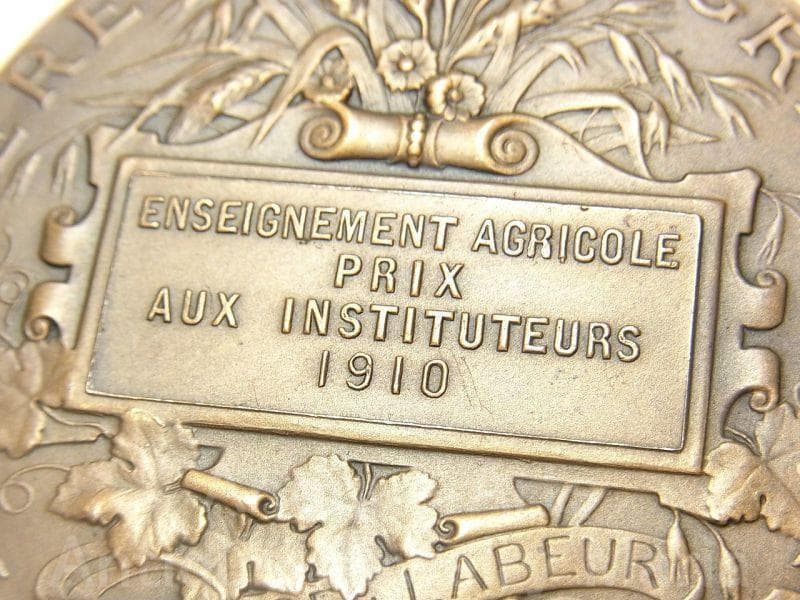 ENSEIGNEMENT AGRICOLE
PRIX
AUX INSTITUTEURS
1910
LABEUR